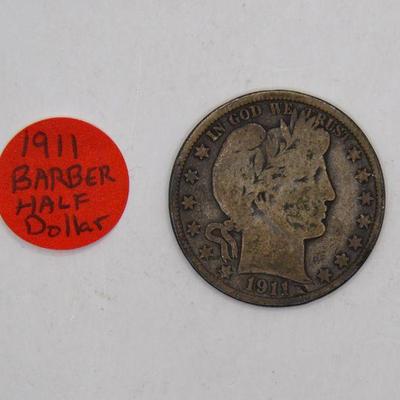 1911
BARBER
HALF
Dollar
IN GOD WE TRUST
1911